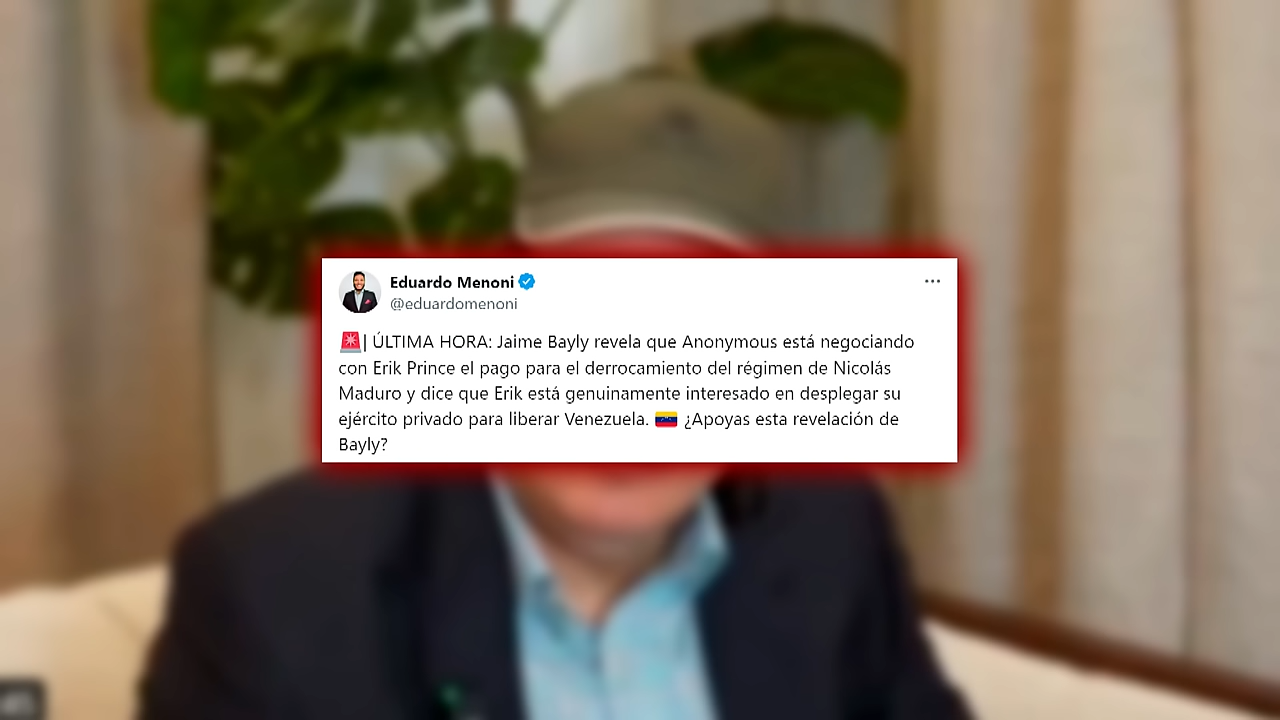 Eduardo Menoni
@eduardomenoni
🚨| ÚLTIMA HORA: Jaime Bayly revela que Anonymous está negociando
con Erik Prince el pago para el derrocamiento del régimen de Nicolás
Maduro y dice que Erik está genuinamente interesado en desplegar su
ejército privado para liberar Venezuela. 🇻🇪 ¿Apoyas esta revelación de
Bayly?